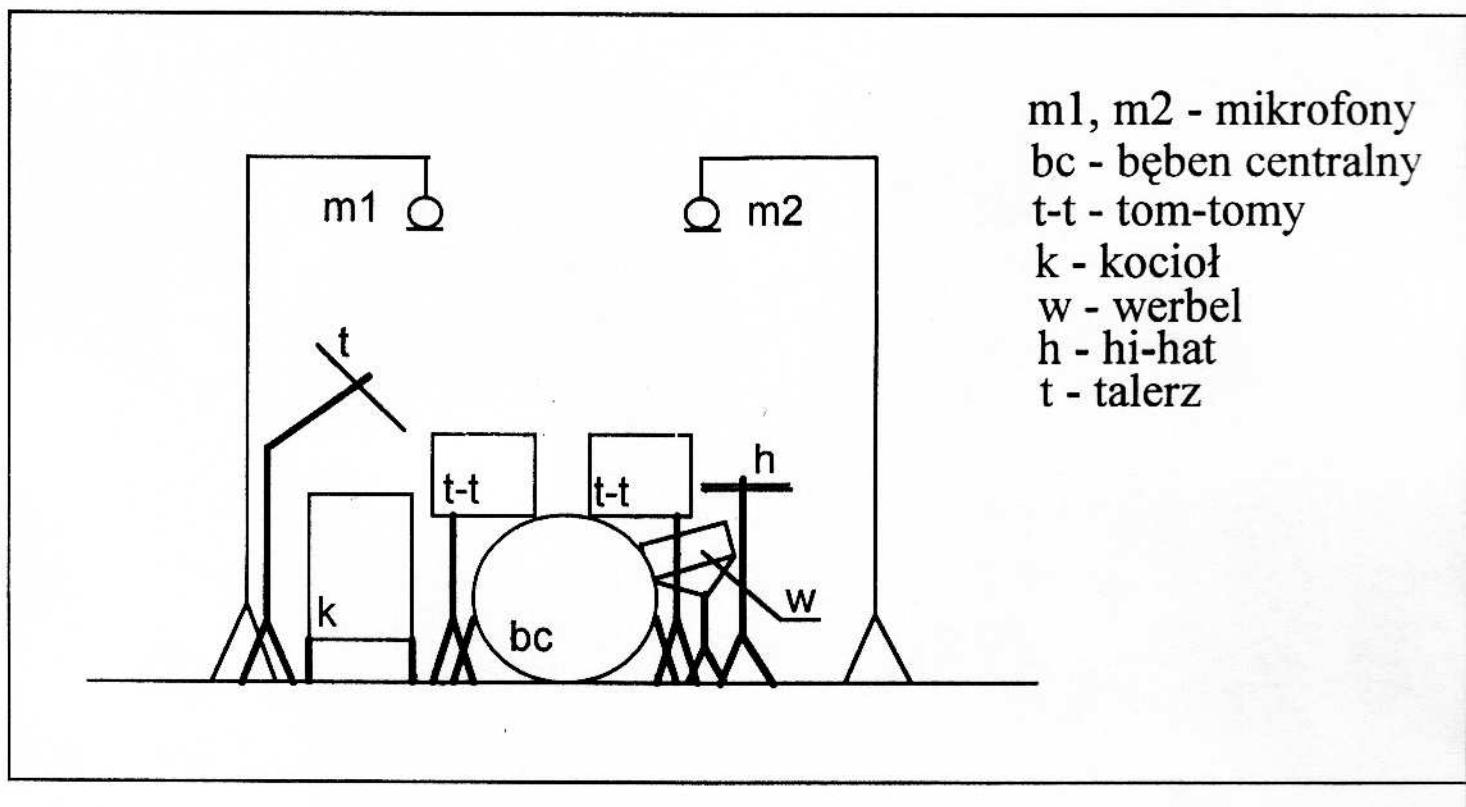 m1, m2 - mikrofony
bc - bęben centralny
t-t - tom-tomy
k - kocioł
w - werbel
h - hi-hat
t - talerz
m1
m2
t
t-t
t-t
h
k
bc
w